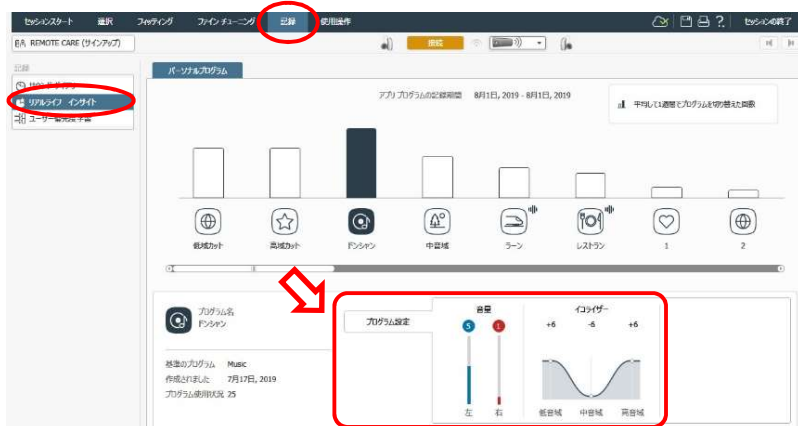 セッションスタート 選択 フィッティング ファインチューニング 記録 使用操作 セッションの終了
REMOTE CARE (サインアップ) 接続
記録
リアルライフ インサイト
パーソナルプログラム
アプリ プログラムの記録期間 8月1日, 2019 - 8月1日, 2019
平均して1週間でプログラムを切り替えた回数
低域カット 高域カット ドンシャン 中音域 ラーン レストラン 1 2
プログラム名
ドンシャン
基準のプログラム Music
作成されました 7月17日, 2019
プログラム使用状況 25
プログラム設定
音量 イコライザー
5 1 +6 -6 +6
左 右 低音域 中音域 高音域